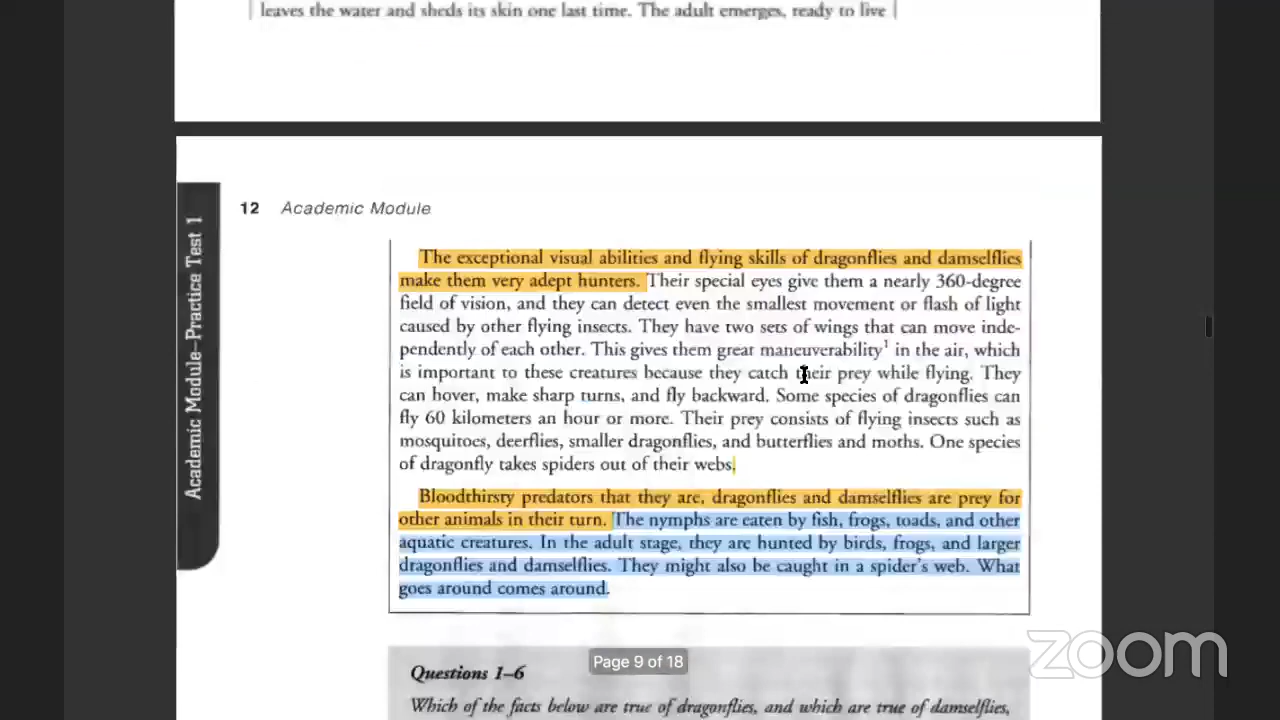 leaves the water and sheds its skin one last time. The adult emerges, ready to live
Academic Module–Practice Test 1
12 Academic Module
The exceptional visual abilities and flying skills of dragonflies and damselflies
make them very adept hunters. Their special eyes give them a nearly 360-degree
field of vision, and they can detect even the smallest movement or flash of light
caused by other flying insects. They have two sets of wings that can move inde-
pendently of each other. This gives them great maneuverability¹ in the air, which
is important to these creatures because they catch their prey while flying. They
can hover, make sharp turns, and fly backward. Some species of dragonflies can
fly 60 kilometers an hour or more. Their prey consists of flying insects such as
mosquitoes, deerflies, smaller dragonflies, and butterflies and moths. One species
of dragonfly takes spiders out of their webs.
Bloodthirsty predators that they are, dragonflies and damselflies are prey for
other animals in their turn. The nymphs are eaten by fish, frogs, toads, and other
aquatic creatures. In the adult stage, they are hunted by birds, frogs, and larger
dragonflies and damselflies. They might also be caught in a spider's web. What
goes around comes around.
Questions 1–6
Page 9 of 18
Which of the facts below are true of dragonflies, and which are true of damselflies,
zoom